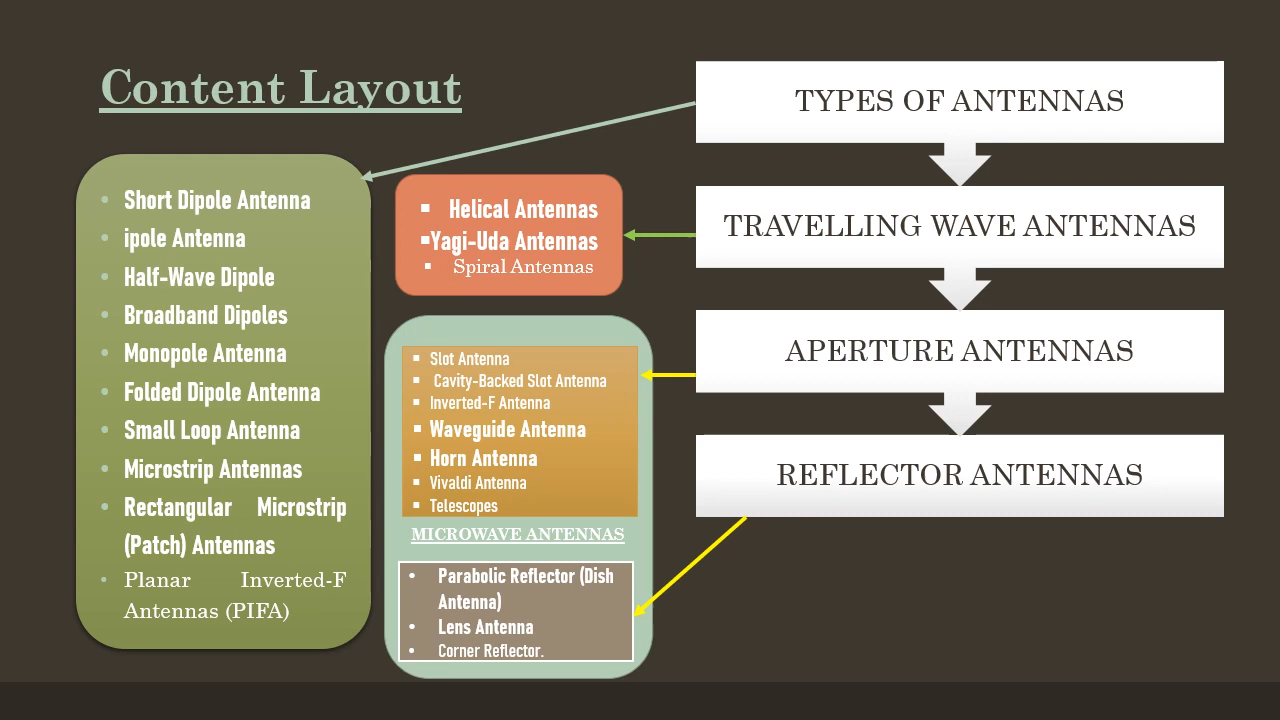 Content Layout
• Short Dipole Antenna
• ipole Antenna
• Half-Wave Dipole
• Broadband Dipoles
• Monopole Antenna
• Folded Dipole Antenna
• Small Loop Antenna
• Microstrip Antennas
• Rectangular Microstrip
(Patch) Antennas
• Planar Inverted-F
Antennas (PIFA)
▪ Helical Antennas
▪Yagi-Uda Antennas
▪ Spiral Antennas
▪ Slot Antenna
▪ Cavity-Backed Slot Antenna
▪ Inverted-F Antenna
▪ Waveguide Antenna
▪ Horn Antenna
▪ Vivaldi Antenna
▪ Telescopes
MICROWAVE ANTENNAS
• Parabolic Reflector (Dish
Antenna)
• Lens Antenna
• Corner Reflector.
TYPES OF ANTENNAS
TRAVELLING WAVE ANTENNAS
APERTURE ANTENNAS
REFLECTOR ANTENNAS